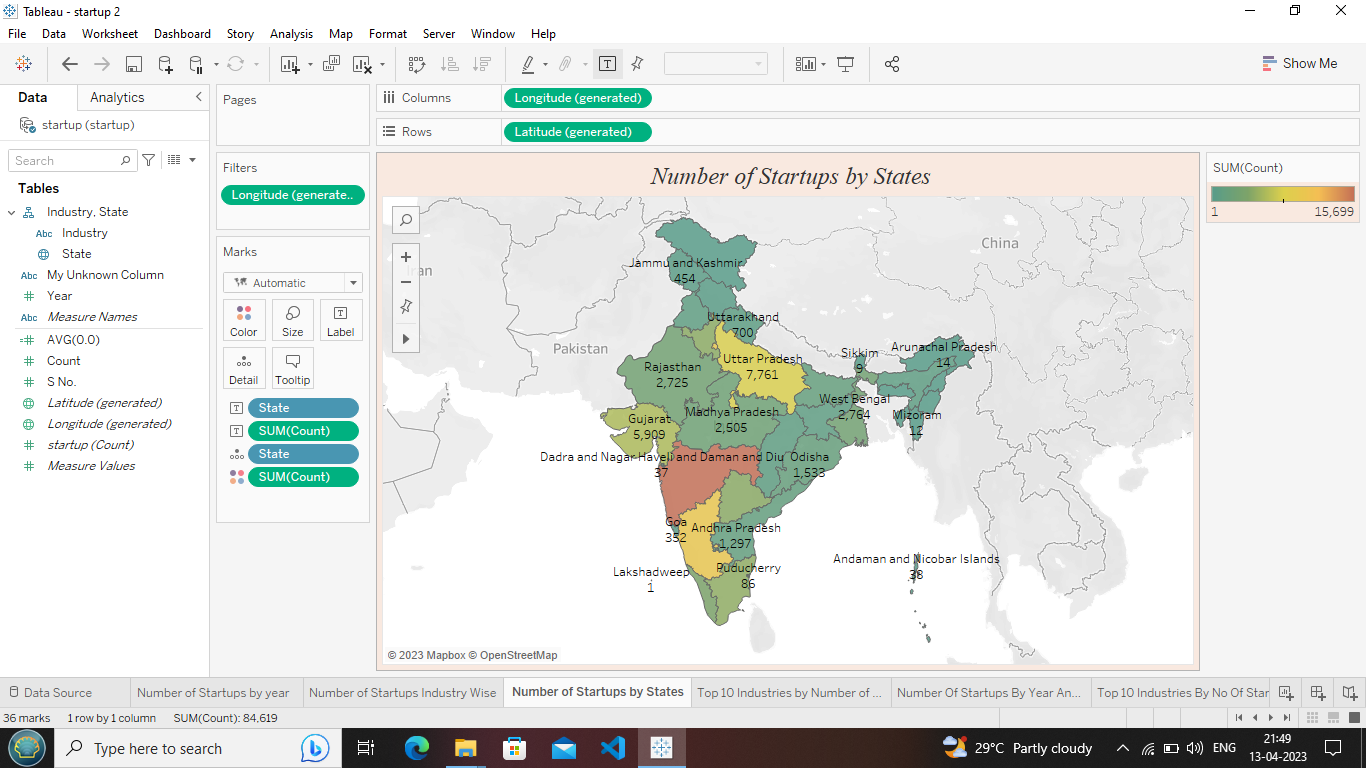 Tableau - startup 2
File Data Worksheet Dashboard Story Analysis Map Format Server Window Help
Show Me
Data Analytics
startup (startup)
Search
Tables
Industry, State
Abc Industry
State
Abc My Unknown Column
Year
Abc Measure Names
AVG(0.0)
Count
S No.
Latitude (generated)
Longitude (generated)
startup (Count)
Measure Values
Pages
Filters
Longitude (generate..
Marks
Automatic
Color Size Label
Detail Tooltip
State
SUM(Count)
State
SUM(Count)
Columns Longitude (generated)
Rows Latitude (generated)
Number of Startups by States
Iran
China
Pakistan
Jammu and Kashmir
454
Uttarakhand
700
Sikkim
9
Arunachal Pradesh
14
Uttar Pradesh
7,761
Rajasthan
2,725
West Bengal
2,764
Mizoram
12
Madhya Pradesh
2,505
Gujarat
5,909
Dadra and Nagar Haveli and Daman and Diu
37
Odisha
1,533
Goa
352
Andhra Pradesh
1,297
Andaman and Nicobar Islands
38
Lakshadweep
1
Puducherry
86
© 2023 Mapbox © OpenStreetMap
SUM(Count)
1 15,699
Data Source Number of Startups by year Number of Startups Industry Wise Number of Startups by States Top 10 Industries by Number of ... Number Of Startups By Year An... Top 10 Industries By No Of Star
36 marks 1 row by 1 column SUM(Count): 84,619
Type here to search
29°C Partly cloudy
ENG
21:49
13-04-2023